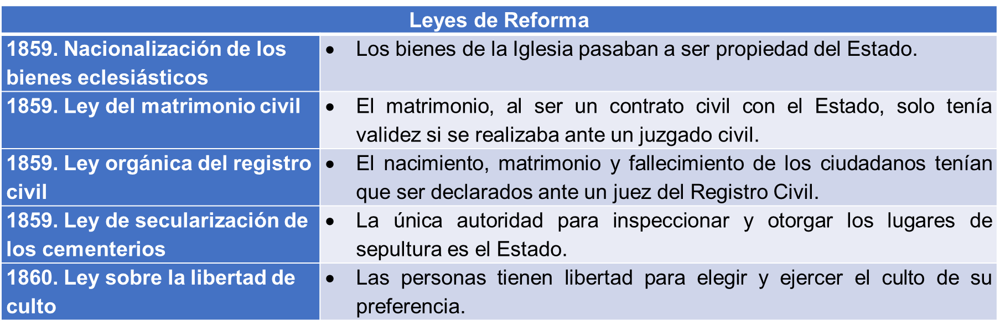 Leyes de Reforma
1859. Nacionalización de los
bienes eclesiásticos
• Los bienes de la Iglesia pasaban a ser propiedad del Estado.
1859. Ley del matrimonio civil
• El matrimonio, al ser un contrato civil con el Estado, solo tenía
validez si se realizaba ante un juzgado civil.
1859. Ley orgánica del registro
civil
• El nacimiento, matrimonio y fallecimiento de los ciudadanos tenían
que ser declarados ante un juez del Registro Civil.
1859. Ley de secularización de
los cementerios
• La única autoridad para inspeccionar y otorgar los lugares de
sepultura es el Estado.
1860. Ley sobre la libertad de
culto
• Las personas tienen libertad para elegir y ejercer el culto de su
preferencia.